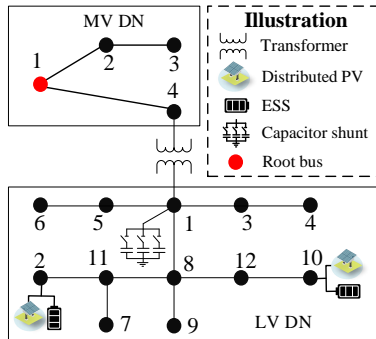 MV DN
1
2
3
4
Illustration
Transformer
Distributed PV
ESS
Capacitor shunt
Root bus
6
5
1
3
4
2
11
8
12
10
7
9
LV DN